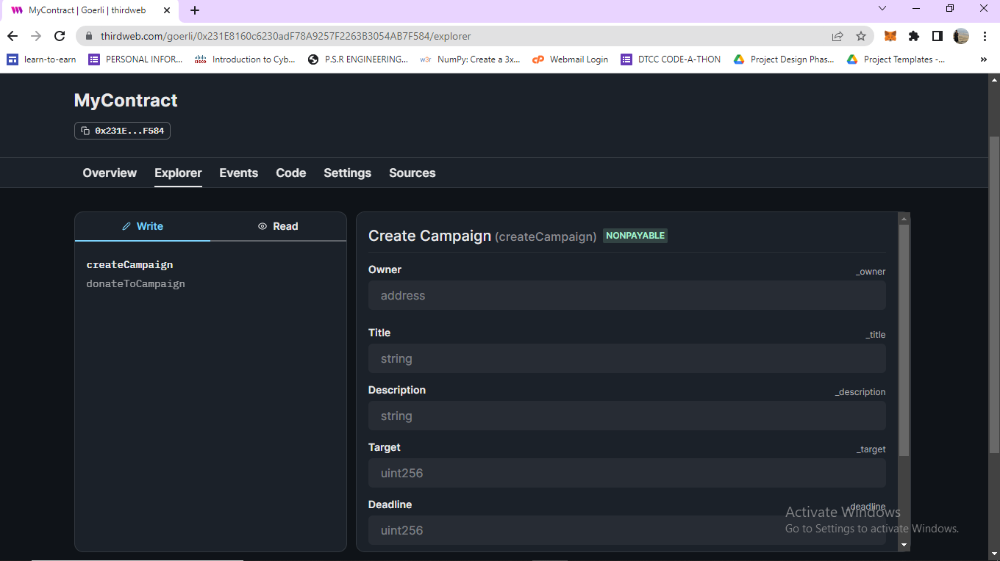 MyContract | Goerli | thirdweb
thirdweb.com/goerli/0x231E8160c6230adF78A9257F2263B3054AB7F584/explorer
learn-to-earn
PERSONAL INFOR...
cisco
Introduction to Cyb...
P.S.R ENGINEERING...
w3r
NumPy: Create a 3x...
cP
Webmail Login
DTCC CODE-A-THON
Project Design Phas...
Project Templates -...
»
MyContract
0x231E...F584
Overview
Explorer
Events
Code
Settings
Sources
Write
Read
createCampaign
donateToCampaign
Create Campaign (createCampaign) NONPAYABLE
Owner
_owner
address
Title
_title
string
Description
_description
string
Target
_target
uint256
Deadline
_deadline
uint256
Activate Windows
Go to Settings to activate Windows.